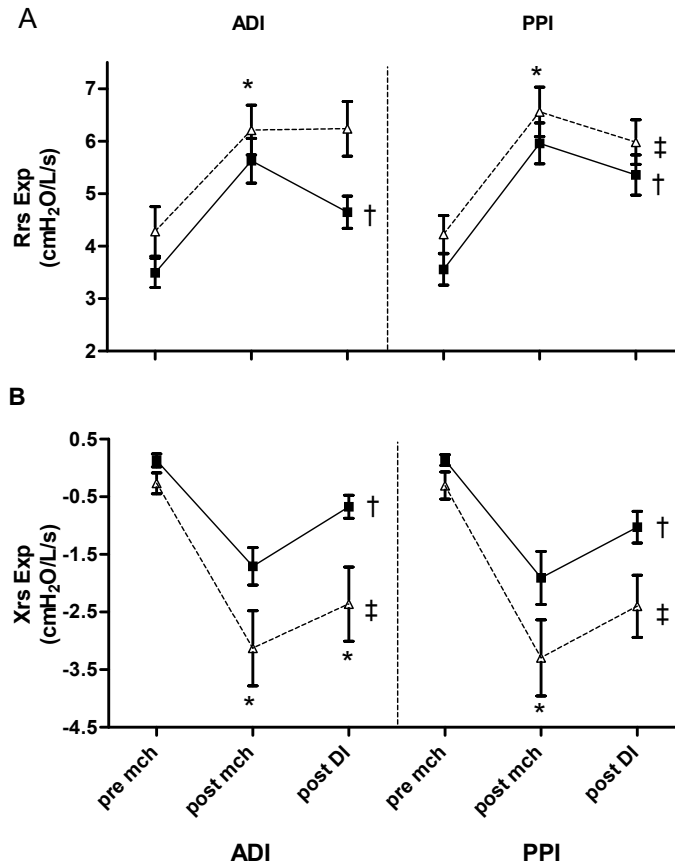 A
ADI
PPI
7
6
5
4
3
2
Rrs Exp
(cmH₂O/L/s)
*
†
*
‡
†
B
0.5
-0.5
-1.5
-2.5
-3.5
-4.5
Xrs Exp
(cmH₂O/L/s)
†
‡
*
*
†
‡
*
pre mch
post mch
post DI
pre mch
post mch
post DI
ADI
PPI